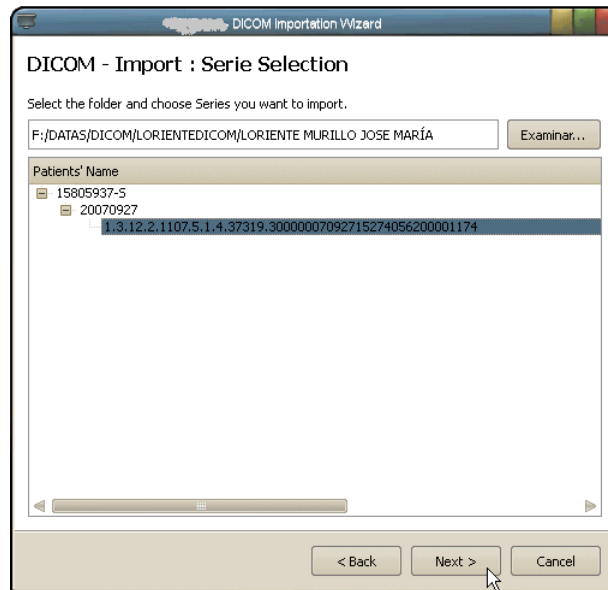 DICOM Importation Wizard
DICOM - Import : Serie Selection
Select the folder and choose Series you want to import.
F:/DATAS/DICOM/LORIENTEDICOM/LORIENTE MURILLO JOSE MARÍA
Examinar...
Patients' Name
15805937-S
20070927
1.3.12.2.1107.5.1.4.37319.30000007092715274056200001174
< Back
Next >
Cancel